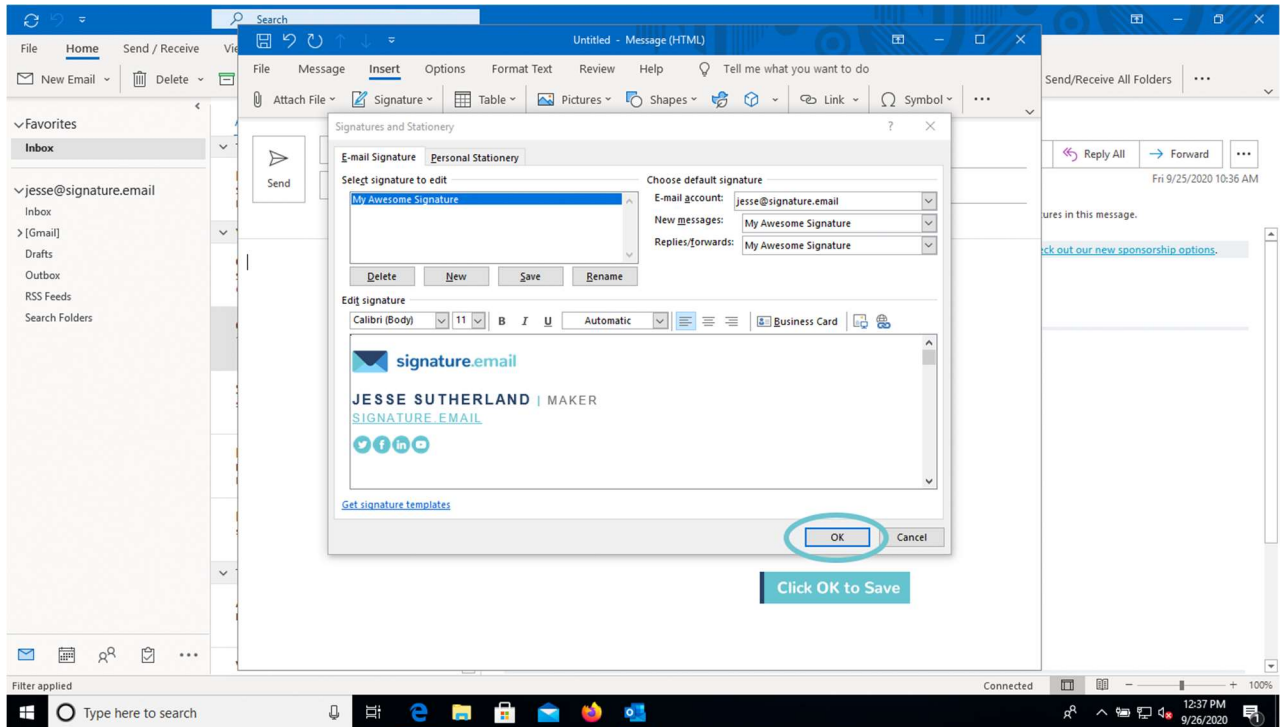 Search
File Home Send / Receive
New Email Delete
Favorites
Inbox
jesse@signature.email
Inbox
[Gmail]
Drafts
Outbox
RSS Feeds
Search Folders
Untitled - Message (HTML)
File Message Insert Options Format Text Review Help Tell me what you want to do
Attach File Signature Table Pictures Shapes Link Symbol
Send
Signatures and Stationery ?
E-mail Signature Personal Stationery
Select signature to edit
My Awesome Signature
Delete New Save Rename
Choose default signature
E-mail account: jesse@signature.email
New messages: My Awesome Signature
Replies/forwards: My Awesome Signature
Edit signature
Calibri (Body) 11 B I U Automatic Business Card
signature.email
JESSE SUTHERLAND | MAKER
SIGNATURE.EMAIL
Get signature templates
OK Cancel
Click OK to Save
Send/Receive All Folders
Reply All Forward
Fri 9/25/2020 10:36 AM
in this message.
out our new sponsorship options.
Filter applied
Connected 100%
Type here to search
12:37 PM
9/26/2020